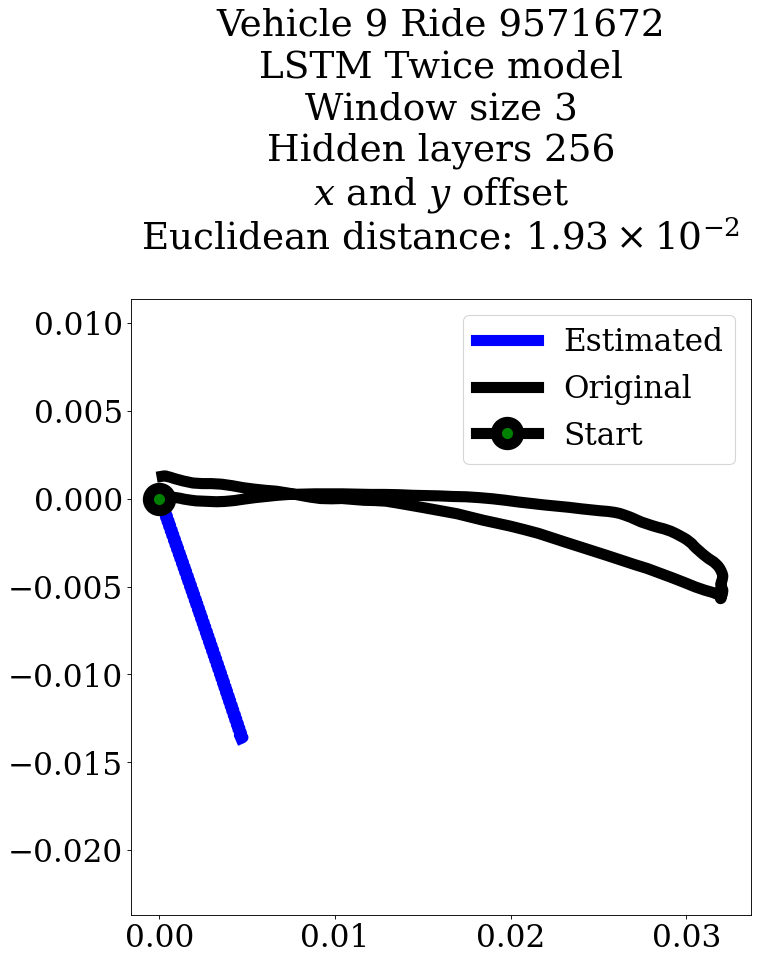 Vehicle 9 Ride 9571672
LSTM Twice model
Window size 3
Hidden layers 256
x and y offset
Euclidean distance: 1.93 × 10⁻²
Estimated
Original
Start
0.010
0.005
0.000
−0.005
−0.010
−0.015
−0.020
0.00 0.01 0.02 0.03